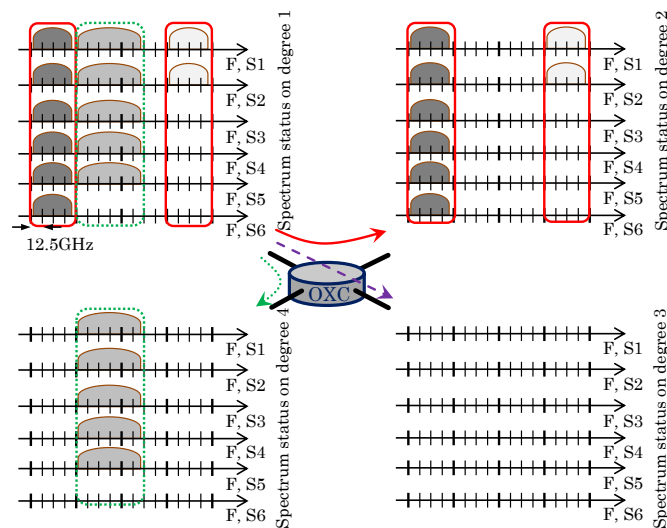 F, S1
F, S2
F, S3
F, S4
F, S5
F, S6
12.5GHz
Spectrum status on degree 1
F, S1
F, S2
F, S3
F, S4
F, S5
F, S6
Spectrum status on degree 2
OXC
F, S1
F, S2
F, S3
F, S4
F, S5
F, S6
Spectrum status on degree 4
F, S1
F, S2
F, S3
F, S4
F, S5
F, S6
Spectrum status on degree 3